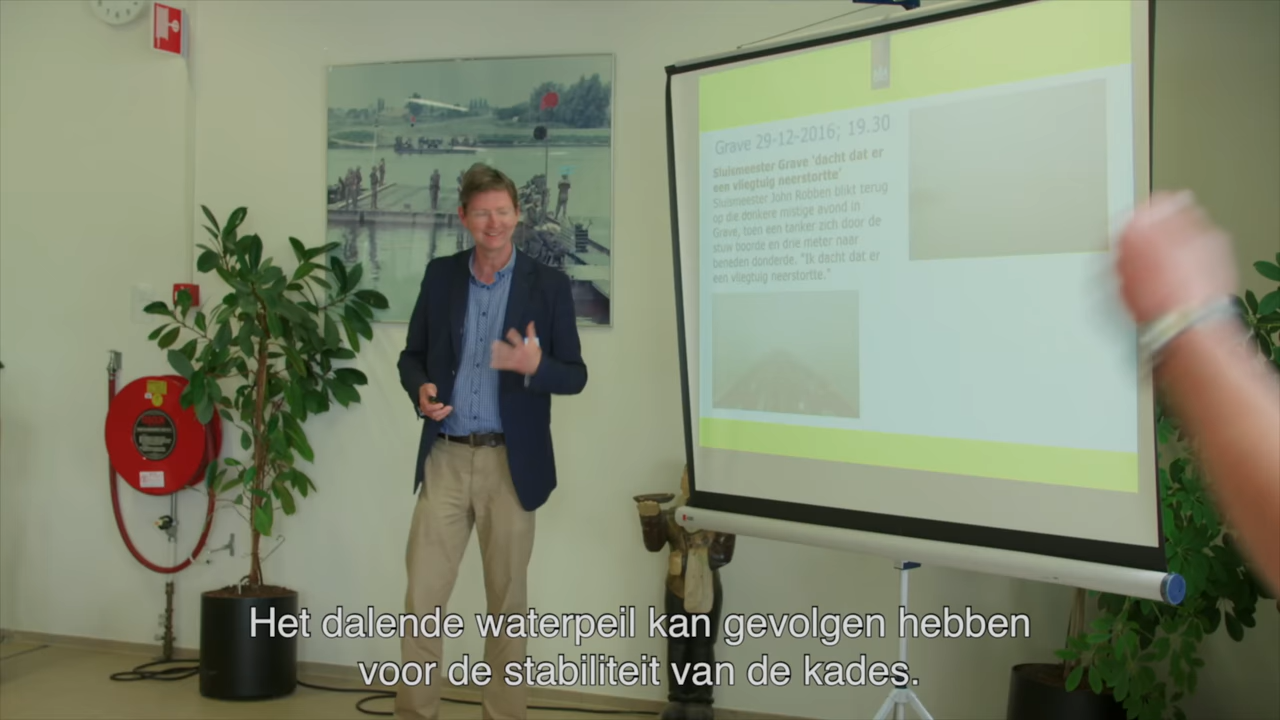 Grave 29-12-2016; 19.30
Sluismeester Grave 'dacht dat er
een vliegtuig neerstortte'
Sluismeester John Robben blikt terug
op die donkere mistige avond in
Grave, toen een tanker zich door de
stuw boorde en drie meter naar
beneden donderde. "Ik dacht dat er
een vliegtuig neerstortte."
Het dalende waterpeil kan gevolgen hebben
voor de stabiliteit van de kades.